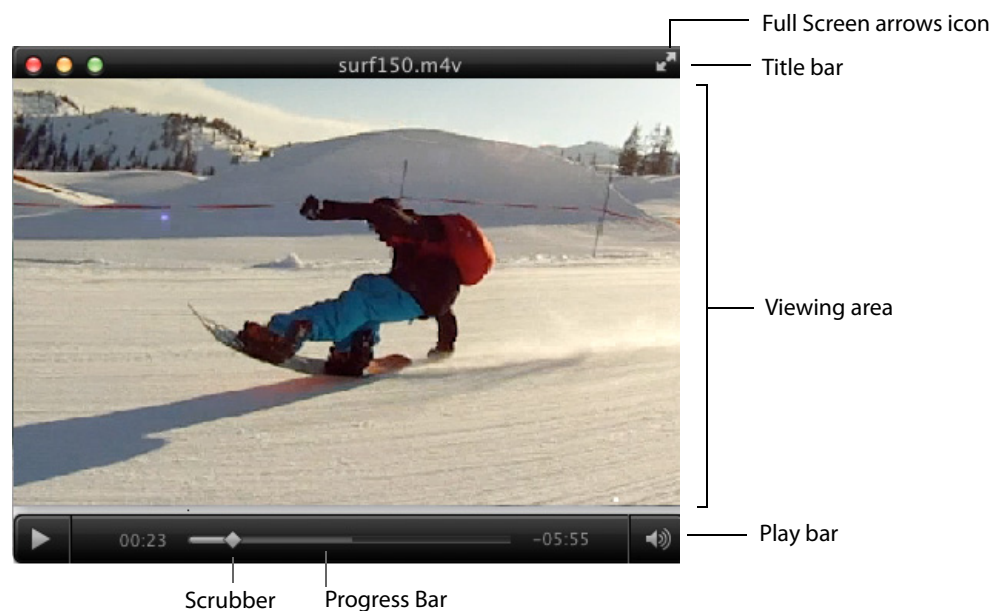 Full Screen arrows icon
surf150.m4v
Title bar
Viewing area
00:23
-05:55
Play bar
Scrubber
Progress Bar